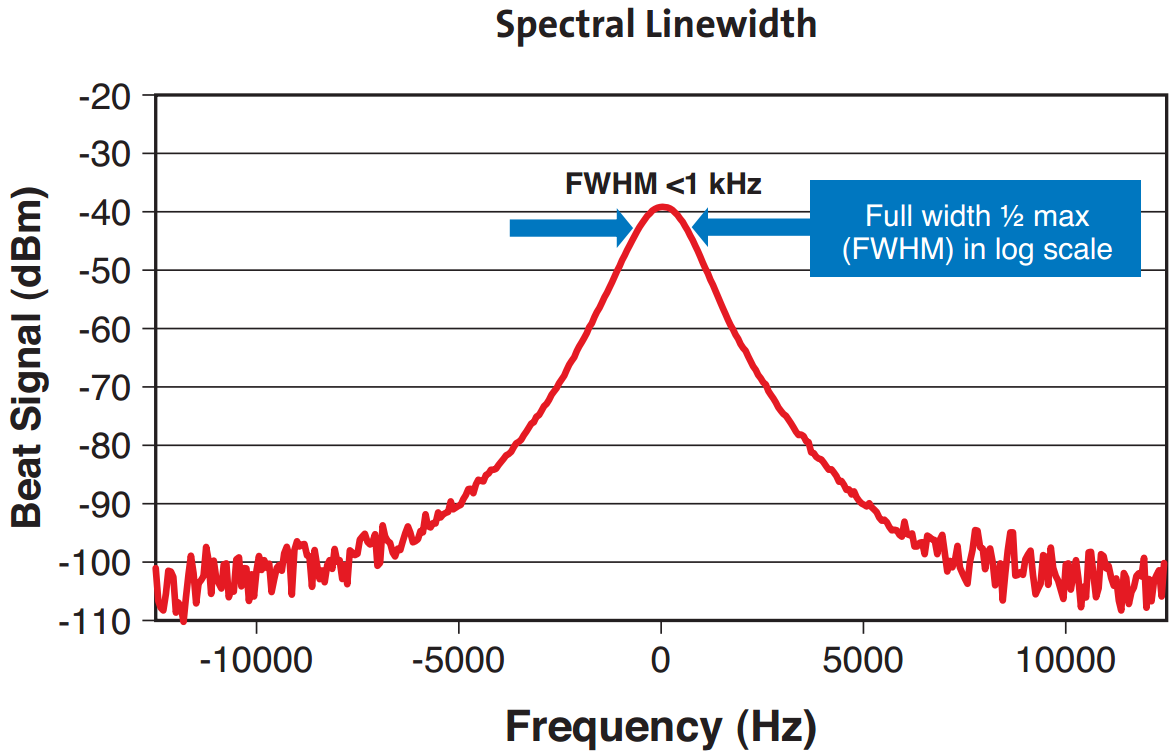 Spectral Linewidth
-20
-30
-40
-50
-60
-70
-80
-90
-100
-110
Beat Signal (dBm)
FWHM <1 kHz
Full width ½ max
(FWHM) in log scale
-10000
-5000
0
5000
10000
Frequency (Hz)